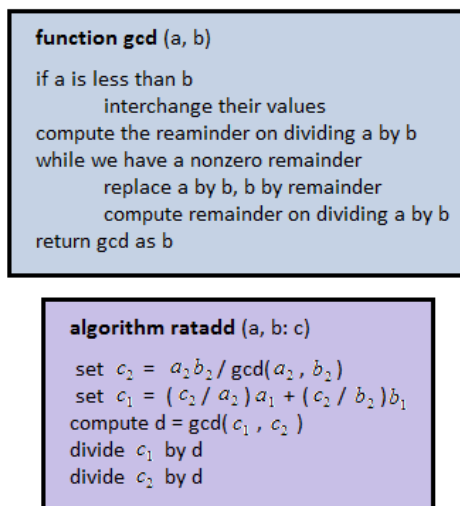 function gcd (a, b)
if a is less than b
interchange their values
compute the reaminder on dividing a by b
while we have a nonzero remainder
replace a by b, b by remainder
compute remainder on dividing a by b
return gcd as b
algorithm ratadd (a, b: c)
set c₂ = a₂b₂/gcd(a₂, b₂)
set c₁ = (c₂/a₂)a₁ + (c₂/b₂)b₁
compute d = gcd(c₁, c₂)
divide c₁ by d
divide c₂ by d